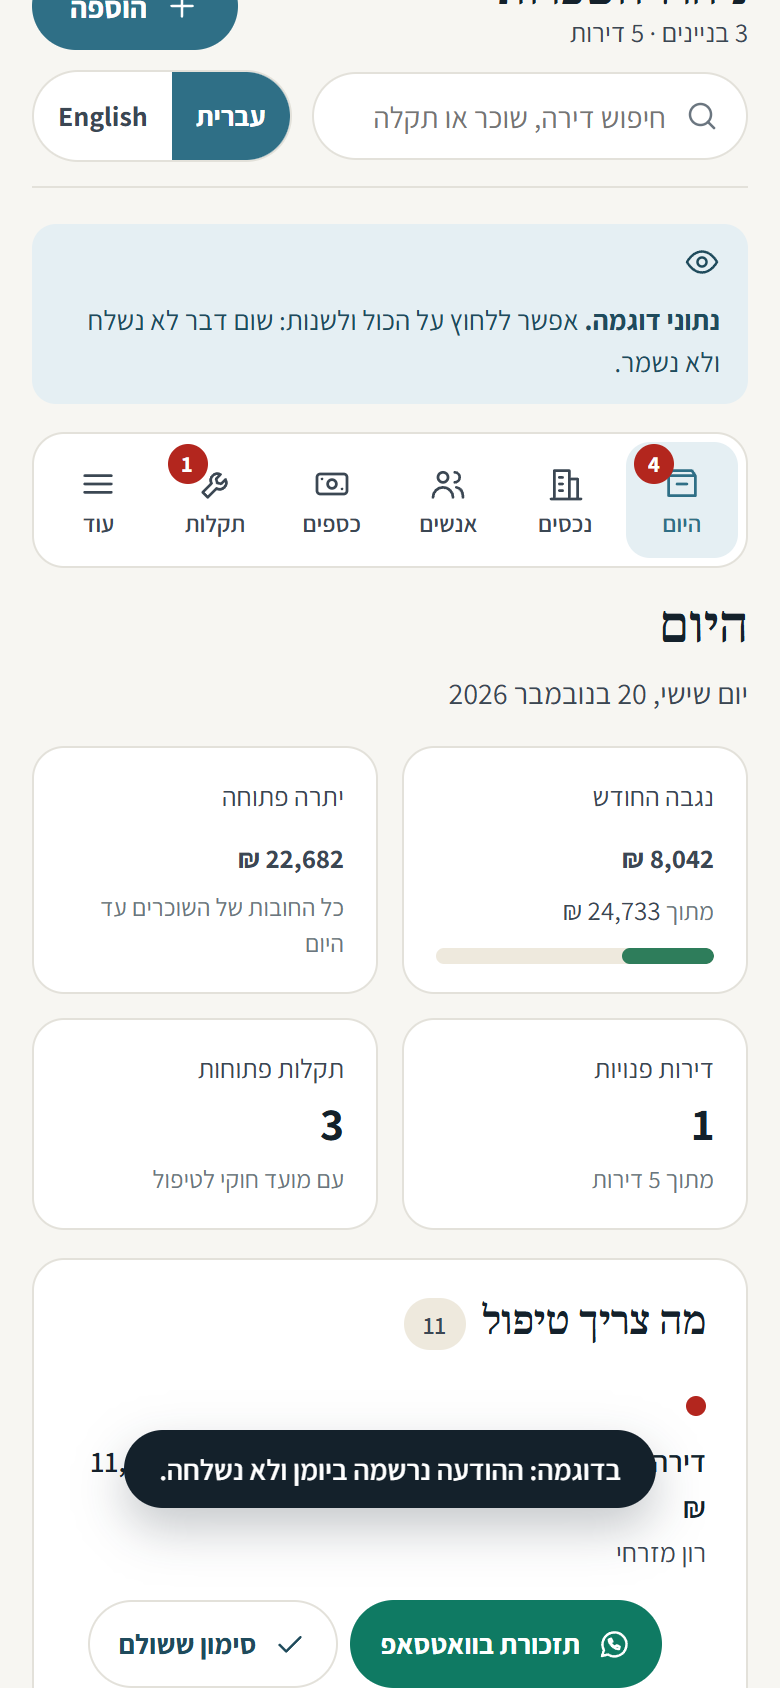 הוספה
3 בניינים · 5 דירות
חיפוש דירה, שוכר או תקלה
עברית
English
נתוני דוגמה. אפשר ללחוץ על הכול ולשנות: שום דבר לא נשלח
ולא נשמר.
4
1
היום
נכסים
אנשים
כספים
תקלות
עוד
היום
יום שישי, 20 בנובמבר 2026
נגבה החודש
8,042 ₪
מתוך 24,733 ₪
יתרה פתוחה
22,682 ₪
כל החובות של השוכרים עד
היום
דירות פנויות
1
מתוך 5 דירות
תקלות פתוחות
3
עם מועד חוקי לטיפול
מה צריך טיפול
11
בדוגמה: ההודעה נרשמה ביומן ולא נשלחה.
דירה
11,
₪
רון מזרחי
תזכורת בוואטסאפ
סימון ששולם